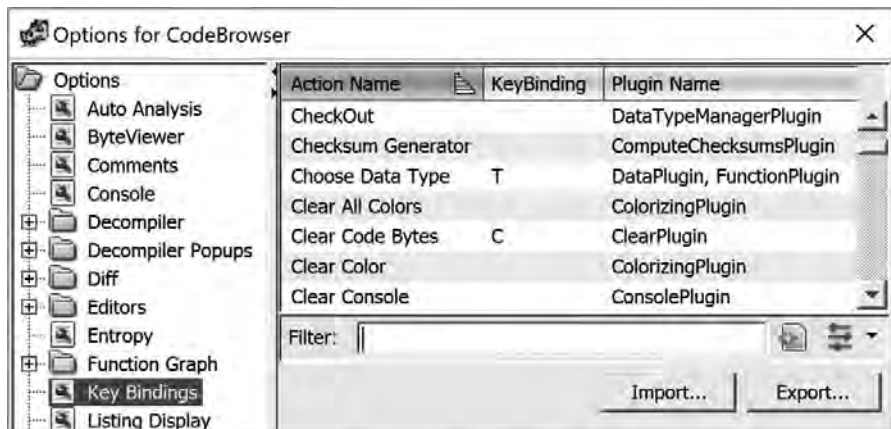 Options for CodeBrowser
Options
Auto Analysis
ByteViewer
Comments
Console
Decompiler
Decompiler Popups
Diff
Editors
Entropy
Function Graph
Key Bindings
Listing Display
Action Name KeyBinding Plugin Name
CheckOut DataTypeManagerPlugin
Checksum Generator ComputeChecksumsPlugin
Choose Data Type T DataPlugin, FunctionPlugin
Clear All Colors ColorizingPlugin
Clear Code Bytes C ClearPlugin
Clear Color ColorizingPlugin
Clear Console ConsolePlugin
Filter:
Import... Export...